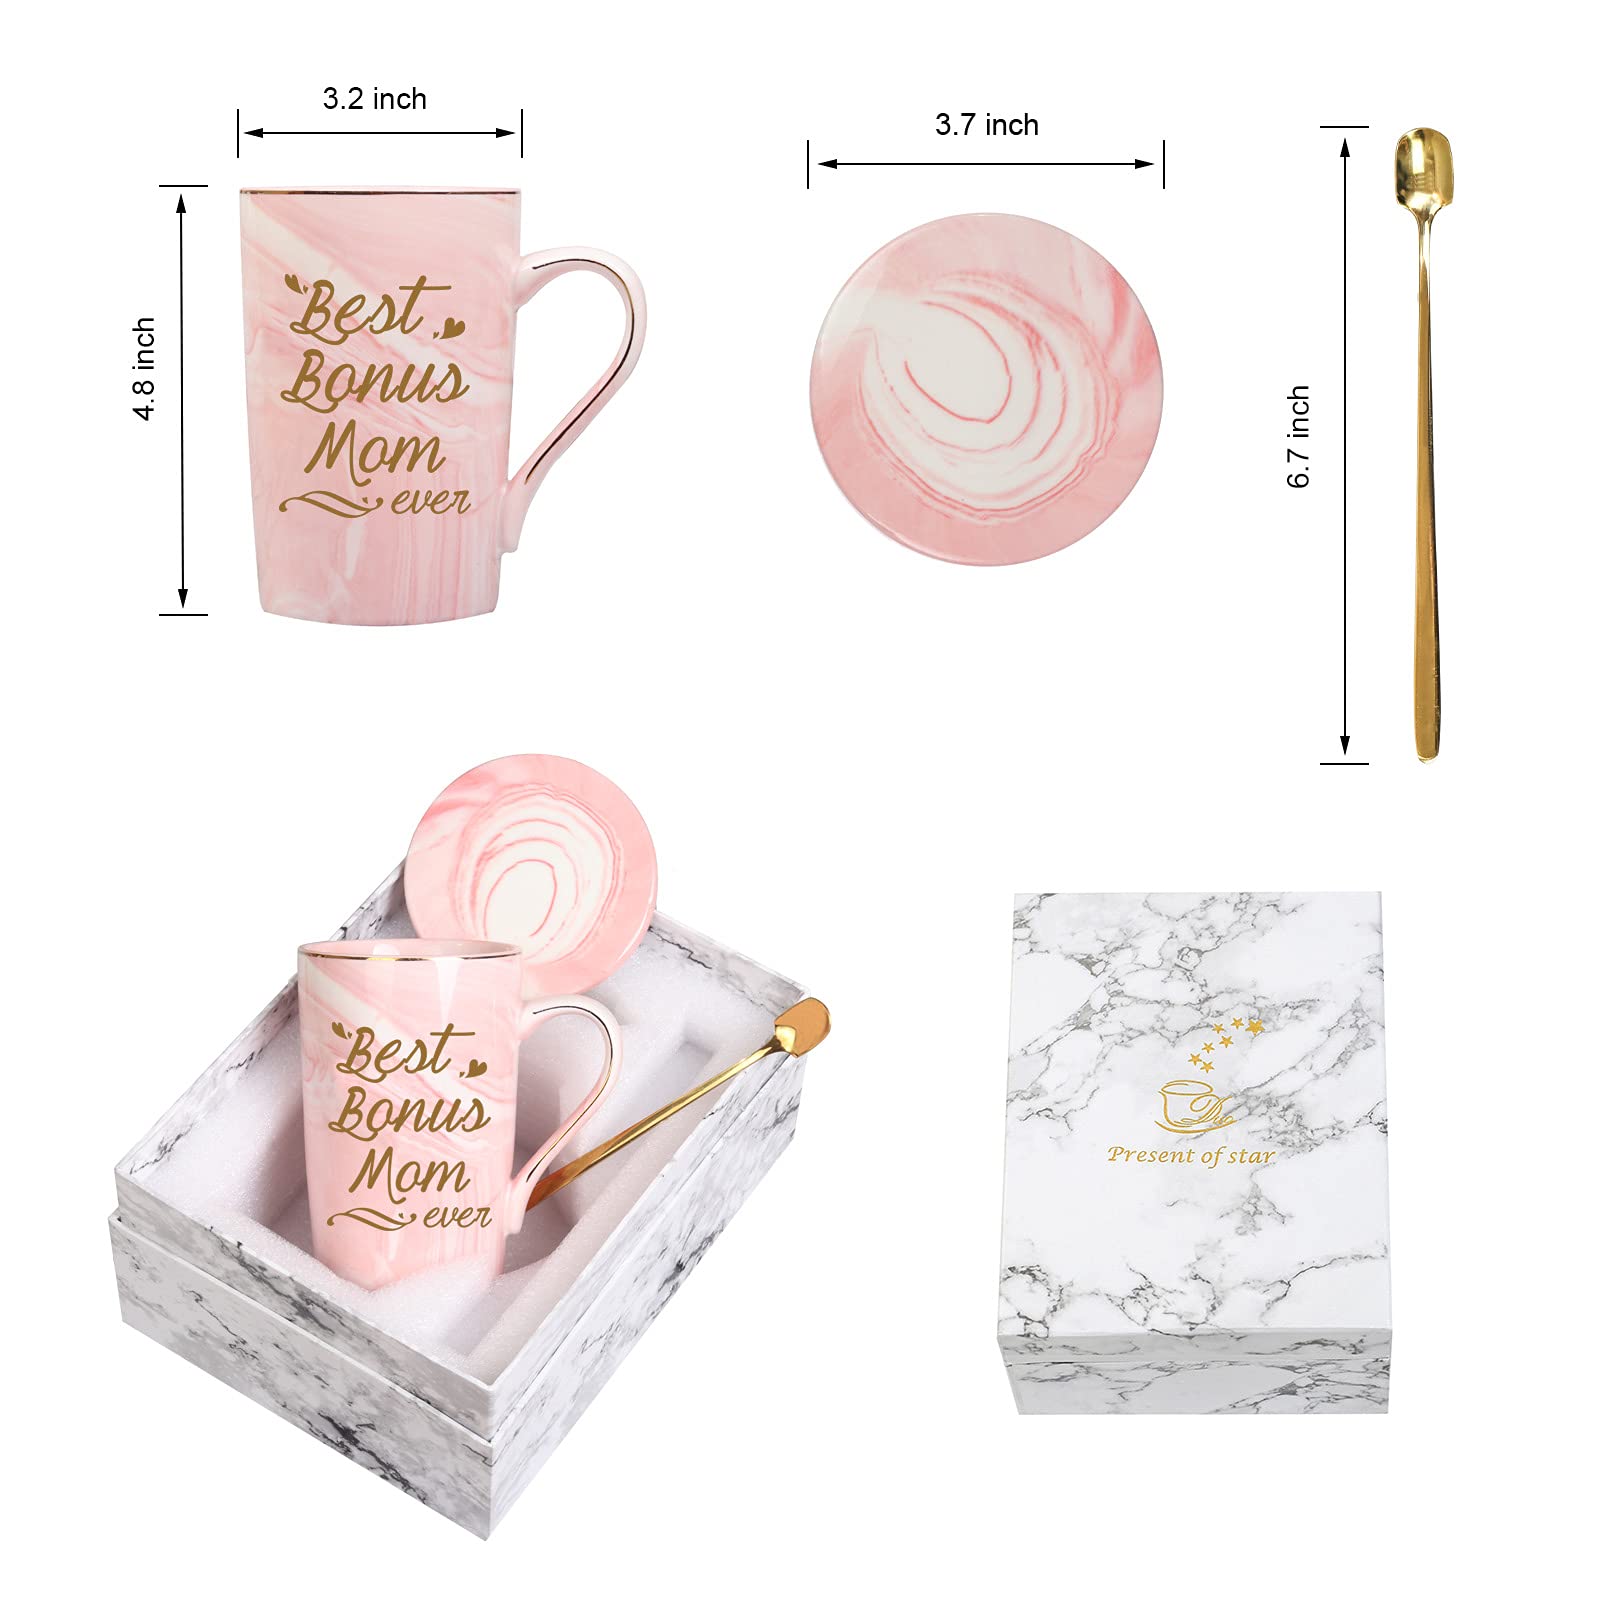 3.2 inch
3.7 inch
4.8 inch
6.7 inch
Best
Bonus
Mom
ever
Best
Bonus
Mom
ever
Present of star